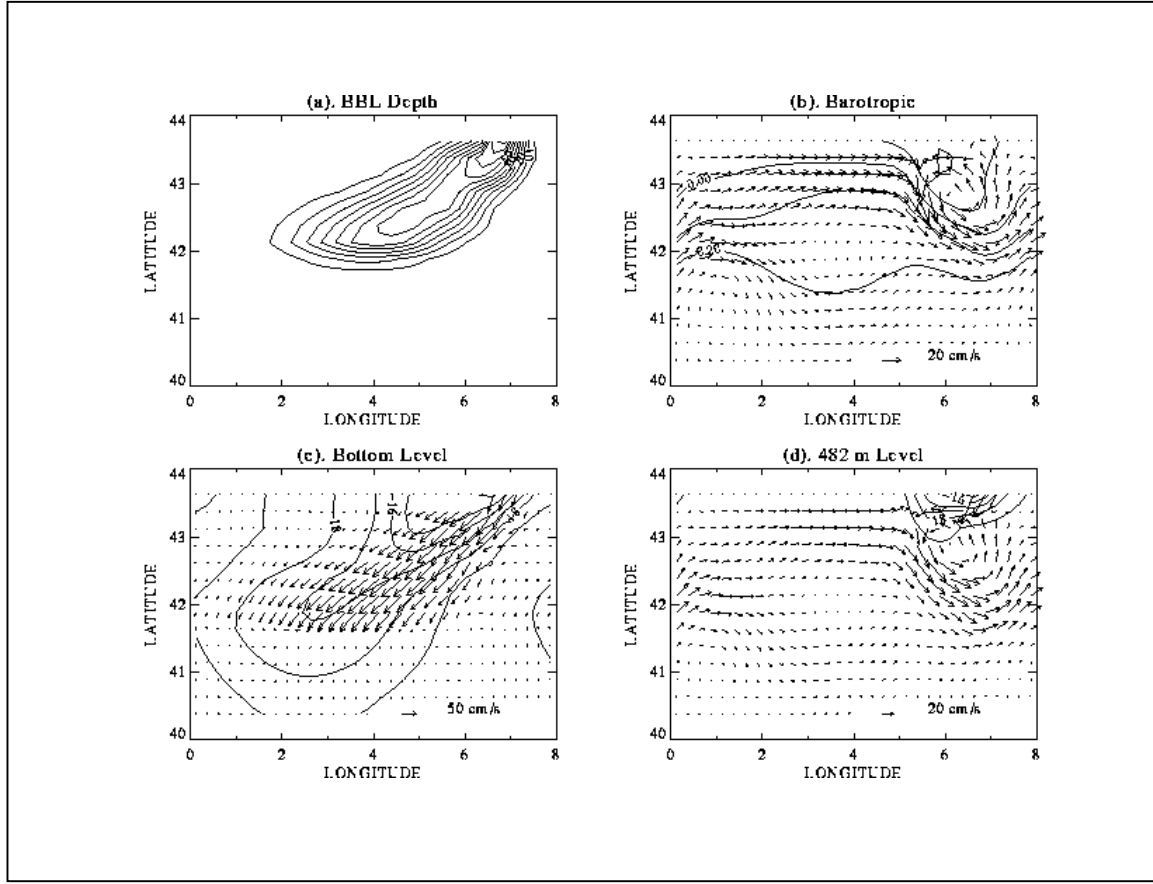 (a). BBL Depth
44
43
42
41
40
LATITUDE
0 2 4 6 8
LONGITUDE
(b). Barotropic
44
43
42
41
40
LATITUDE
0.00
0.20
20 cm/s
0 2 4 6 8
LONGITUDE
(c). Bottom Level
44
43
42
41
40
LATITUDE
50 cm/s
0 2 4 6 8
LONGITUDE
(d). 482 m Level
44
43
42
41
40
LATITUDE
20 cm/s
0 2 4 6 8
LONGITUDE